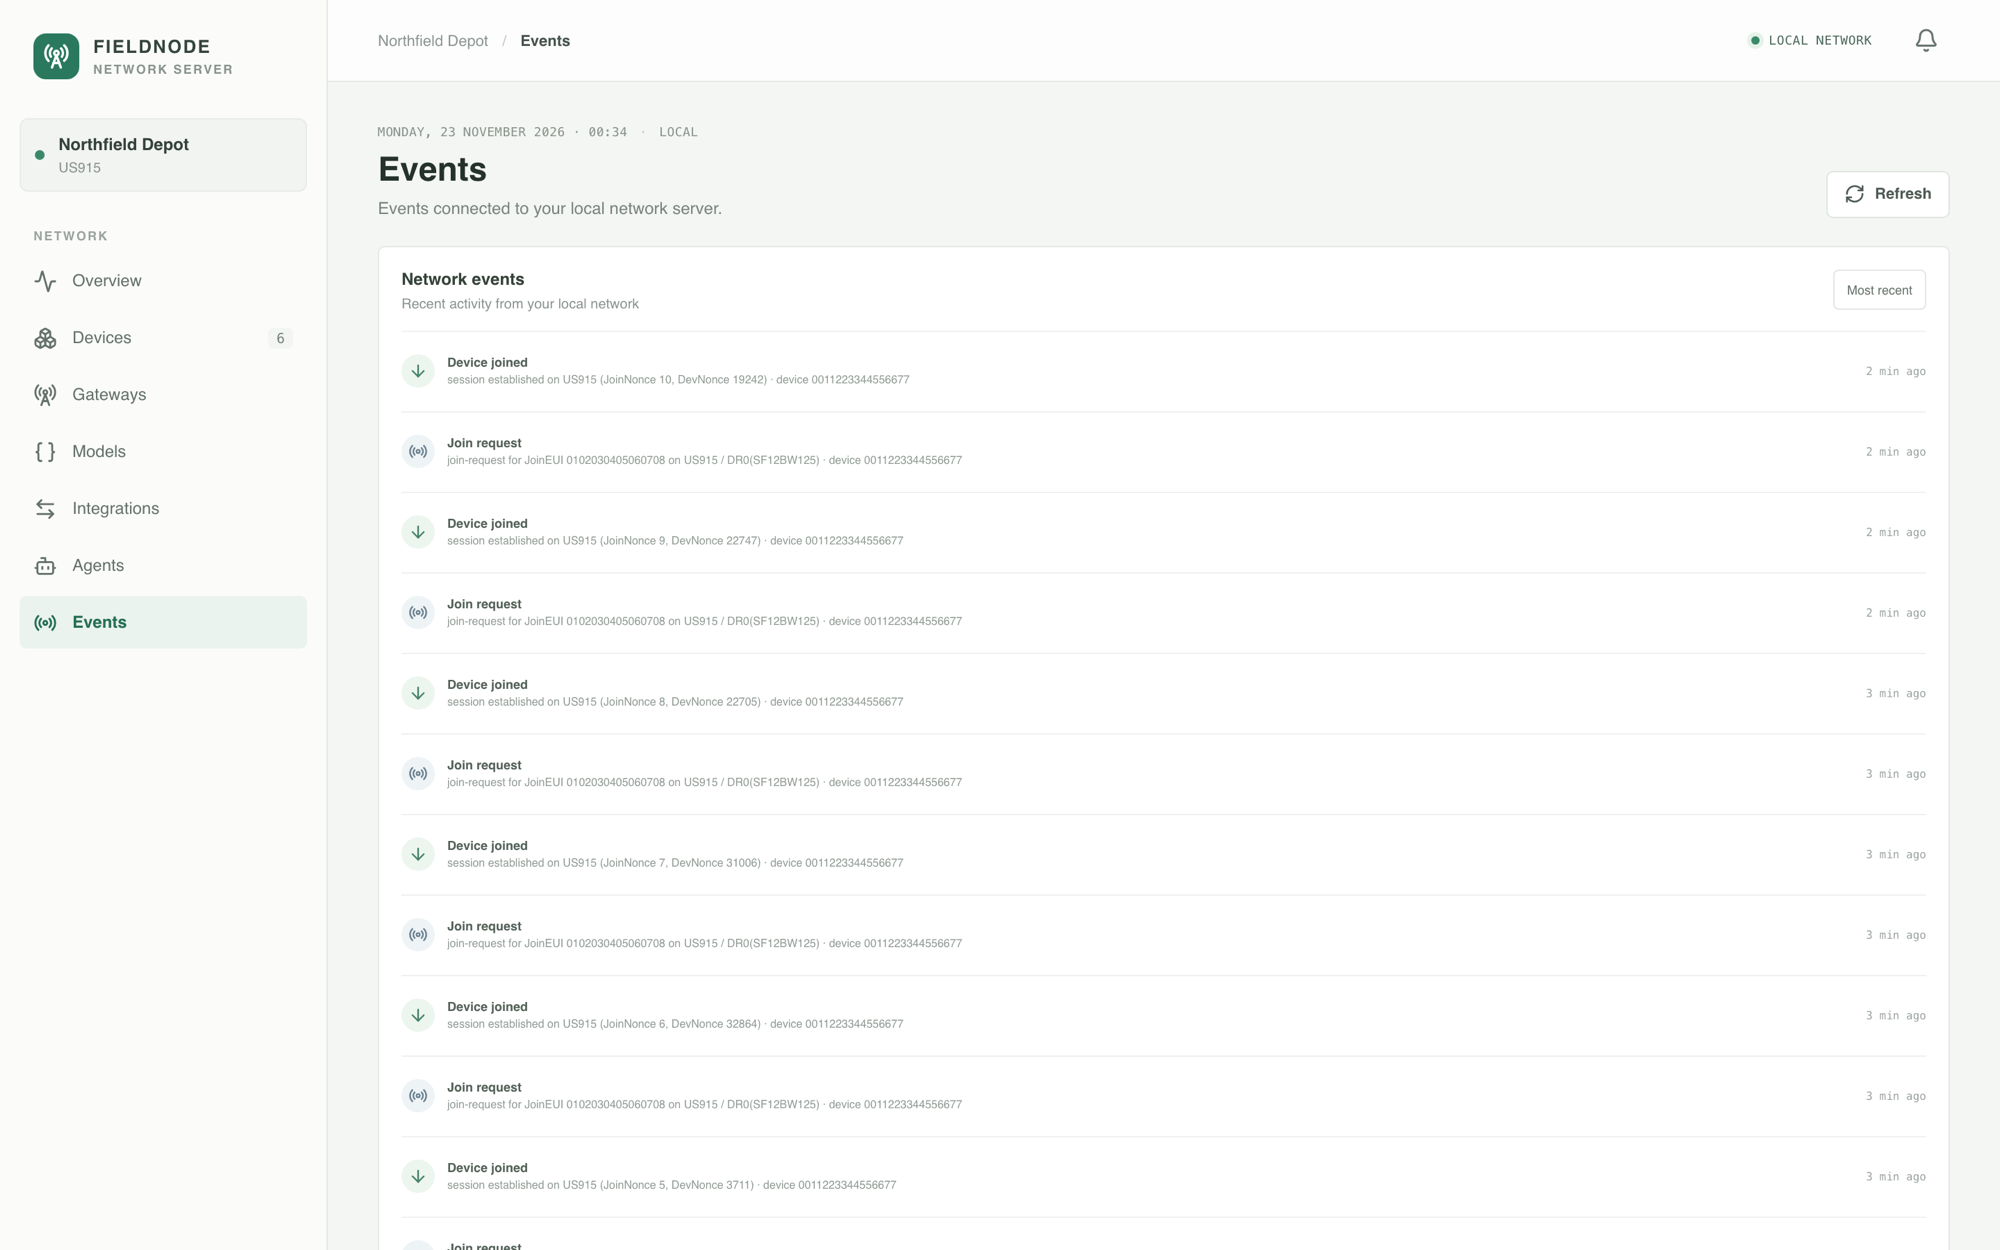 FIELDNODE
NETWORK SERVER
Northfield Depot
US915
NETWORK
Overview
Devices 6
Gateways
Models
Integrations
Agents
Events
Northfield Depot / Events
LOCAL NETWORK
MONDAY, 23 NOVEMBER 2026 · 00:34 · LOCAL
Events
Events connected to your local network server.
Refresh
Network events
Recent activity from your local network
Most recent
Device joined
session established on US915 (JoinNonce 10, DevNonce 19242) · device 0011223344556677
2 min ago
Join request
join-request for JoinEUI 0102030405060708 on US915 / DR0(SF12BW125) · device 0011223344556677
2 min ago
Device joined
session established on US915 (JoinNonce 9, DevNonce 22747) · device 0011223344556677
2 min ago
Join request
join-request for JoinEUI 0102030405060708 on US915 / DR0(SF12BW125) · device 0011223344556677
2 min ago
Device joined
session established on US915 (JoinNonce 8, DevNonce 22705) · device 0011223344556677
3 min ago
Join request
join-request for JoinEUI 0102030405060708 on US915 / DR0(SF12BW125) · device 0011223344556677
3 min ago
Device joined
session established on US915 (JoinNonce 7, DevNonce 31006) · device 0011223344556677
3 min ago
Join request
join-request for JoinEUI 0102030405060708 on US915 / DR0(SF12BW125) · device 0011223344556677
3 min ago
Device joined
session established on US915 (JoinNonce 6, DevNonce 32864) · device 0011223344556677
3 min ago
Join request
join-request for JoinEUI 0102030405060708 on US915 / DR0(SF12BW125) · device 0011223344556677
3 min ago
Device joined
session established on US915 (JoinNonce 5, DevNonce 3711) · device 0011223344556677
3 min ago
Join request